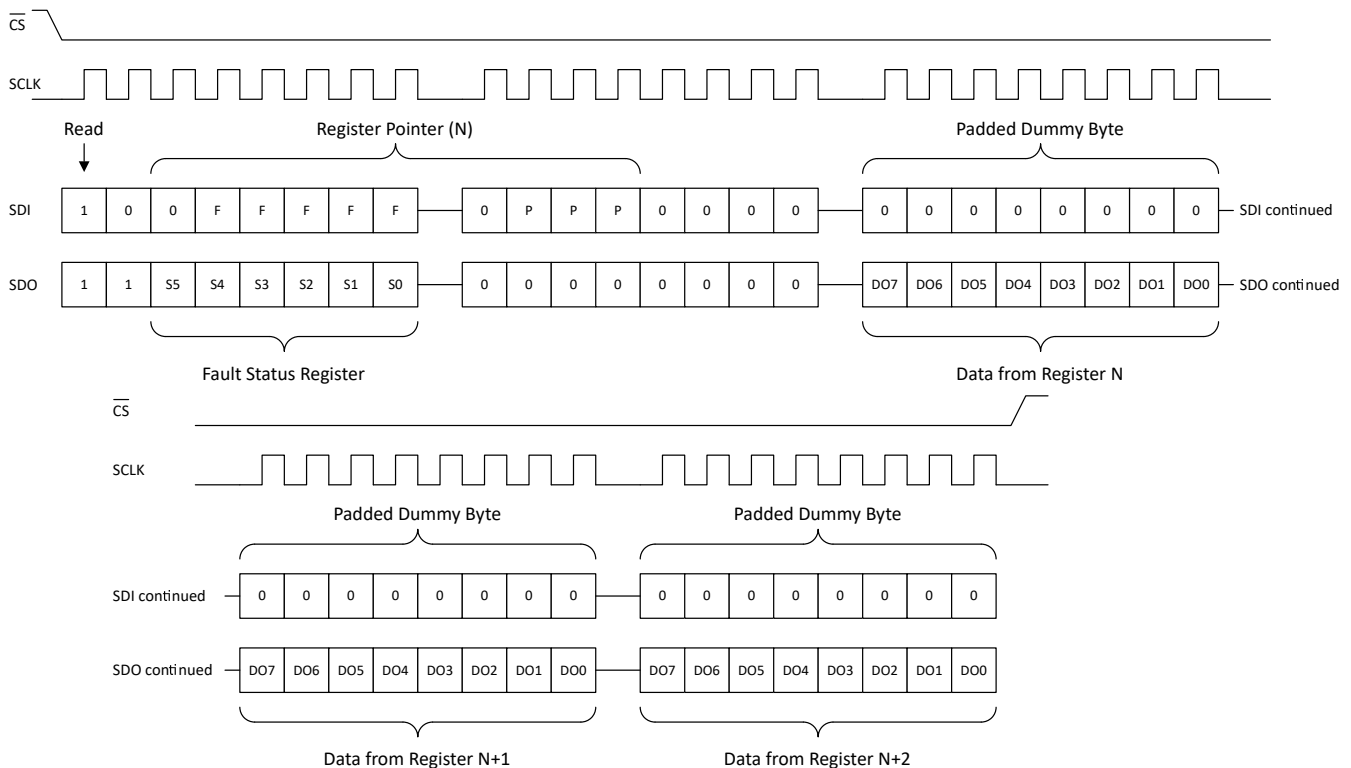 CS
SCLK
Read
Register Pointer (N)
Padded Dummy Byte
SDI 1 0 0 F F F F F 0 P P P 0 0 0 0 0 0 0 0 0 0 0 0 SDI continued
SDO 1 1 S5 S4 S3 S2 S1 S0 0 0 0 0 0 0 0 0 DO7 DO6 DO5 DO4 DO3 DO2 DO1 DO0 SDO continued
Fault Status Register
Data from Register N
CS
SCLK
Padded Dummy Byte
Padded Dummy Byte
SDI continued 0 0 0 0 0 0 0 0 0 0 0 0 0 0 0 0
SDO continued DO7 DO6 DO5 DO4 DO3 DO2 DO1 DO0 DO7 DO6 DO5 DO4 DO3 DO2 DO1 DO0
Data from Register N+1
Data from Register N+2